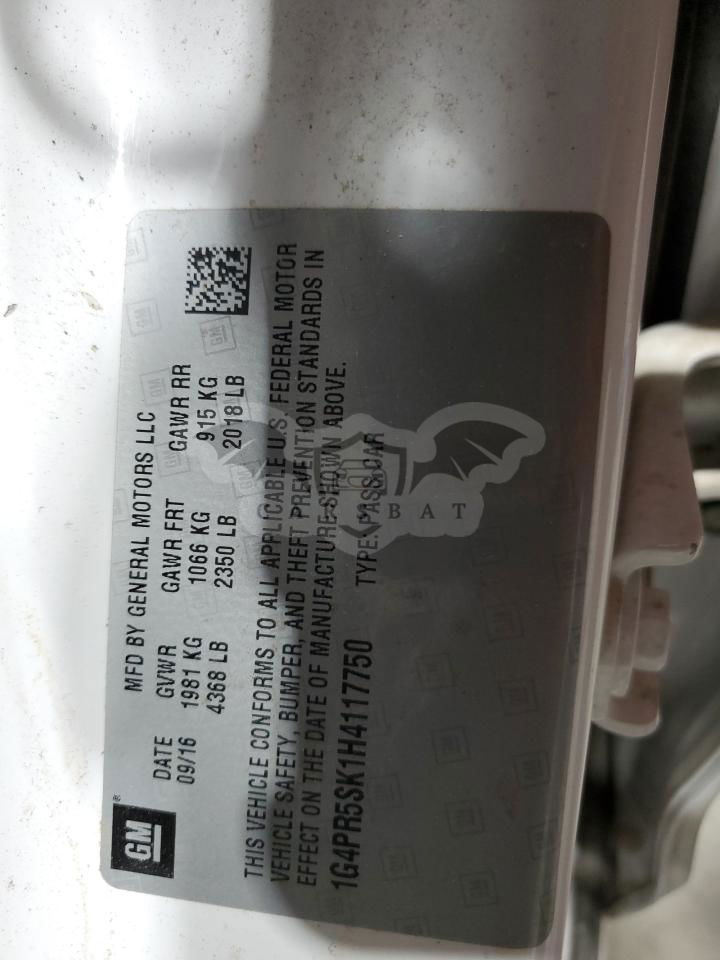 GM ®
MFD BY GENERAL MOTORS LLC
DATE GVWR GAWR FRT GAWR RR
09/16 1981 KG 1066 KG 915 KG
4368 LB 2350 LB 2018 LB
THIS VEHICLE CONFORMS TO ALL APPLICABLE U.S. FEDERAL MOTOR
VEHICLE SAFETY, BUMPER, AND THEFT PREVENTION STANDARDS IN
EFFECT ON THE DATE OF MANUFACTURE SHOWN ABOVE.
1G4PR5SK1H4117750 TYPE: PASS CAR